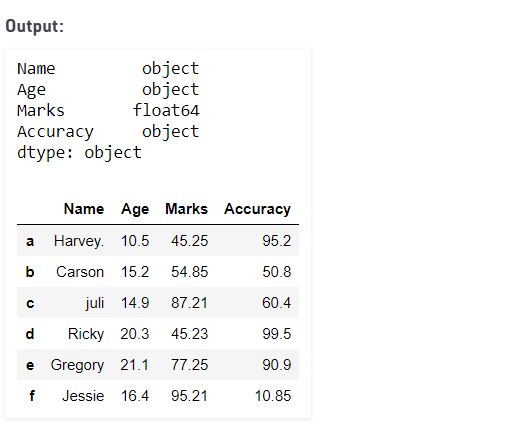 Output:
Name object
Age object
Marks float64
Accuracy object
dtype: object
Name Age Marks Accuracy
a Harvey. 10.5 45.25 95.2
b Carson 15.2 54.85 50.8
c juli 14.9 87.21 60.4
d Ricky 20.3 45.23 99.5
e Gregory 21.1 77.25 90.9
f Jessie 16.4 95.21 10.85